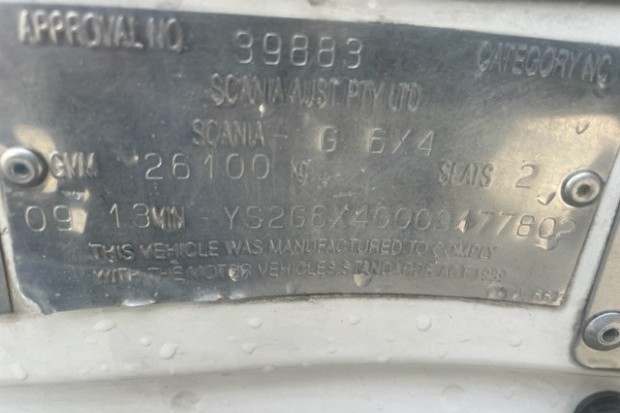 APPROVAL NO. 39883 CATEGORY NC
SCANIA AUST PTY LTD
SCANIA - G 6X4
GVM 26100 KG SEATS 2
09/13 VIN - YS2G6X40009177802
THIS VEHICLE WAS MANUFACTURED TO COMPLY
WITH THE MOTOR VEHICLES STANDARDS ACT 1989